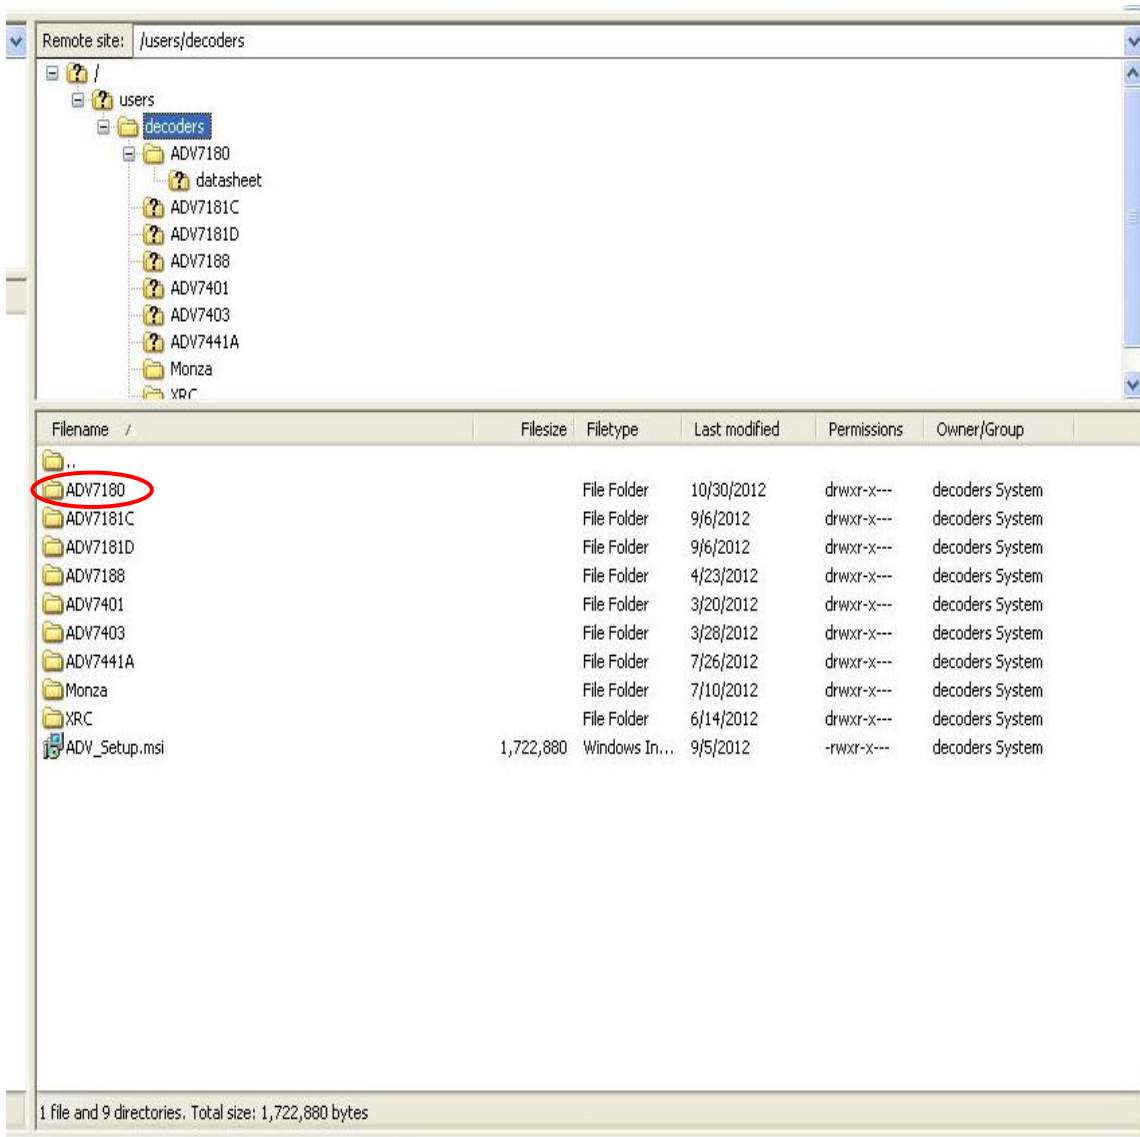 Remote site: /users/decoders
/
users
decoders
ADV7180
datasheet
ADV7181C
ADV7181D
ADV7188
ADV7401
ADV7403
ADV7441A
Monza
XRC
Filename / Filesize Filetype Last modified Permissions Owner/Group
..
ADV7180 File Folder 10/30/2012 drwxr-x--- decoders System
ADV7181C File Folder 9/6/2012 drwxr-x--- decoders System
ADV7181D File Folder 9/6/2012 drwxr-x--- decoders System
ADV7188 File Folder 4/23/2012 drwxr-x--- decoders System
ADV7401 File Folder 3/20/2012 drwxr-x--- decoders System
ADV7403 File Folder 3/28/2012 drwxr-x--- decoders System
ADV7441A File Folder 7/26/2012 drwxr-x--- decoders System
Monza File Folder 7/10/2012 drwxr-x--- decoders System
XRC File Folder 6/14/2012 drwxr-x--- decoders System
ADV_Setup.msi 1,722,880 Windows In... 9/5/2012 -rwxr-x--- decoders System
1 file and 9 directories. Total size: 1,722,880 bytes